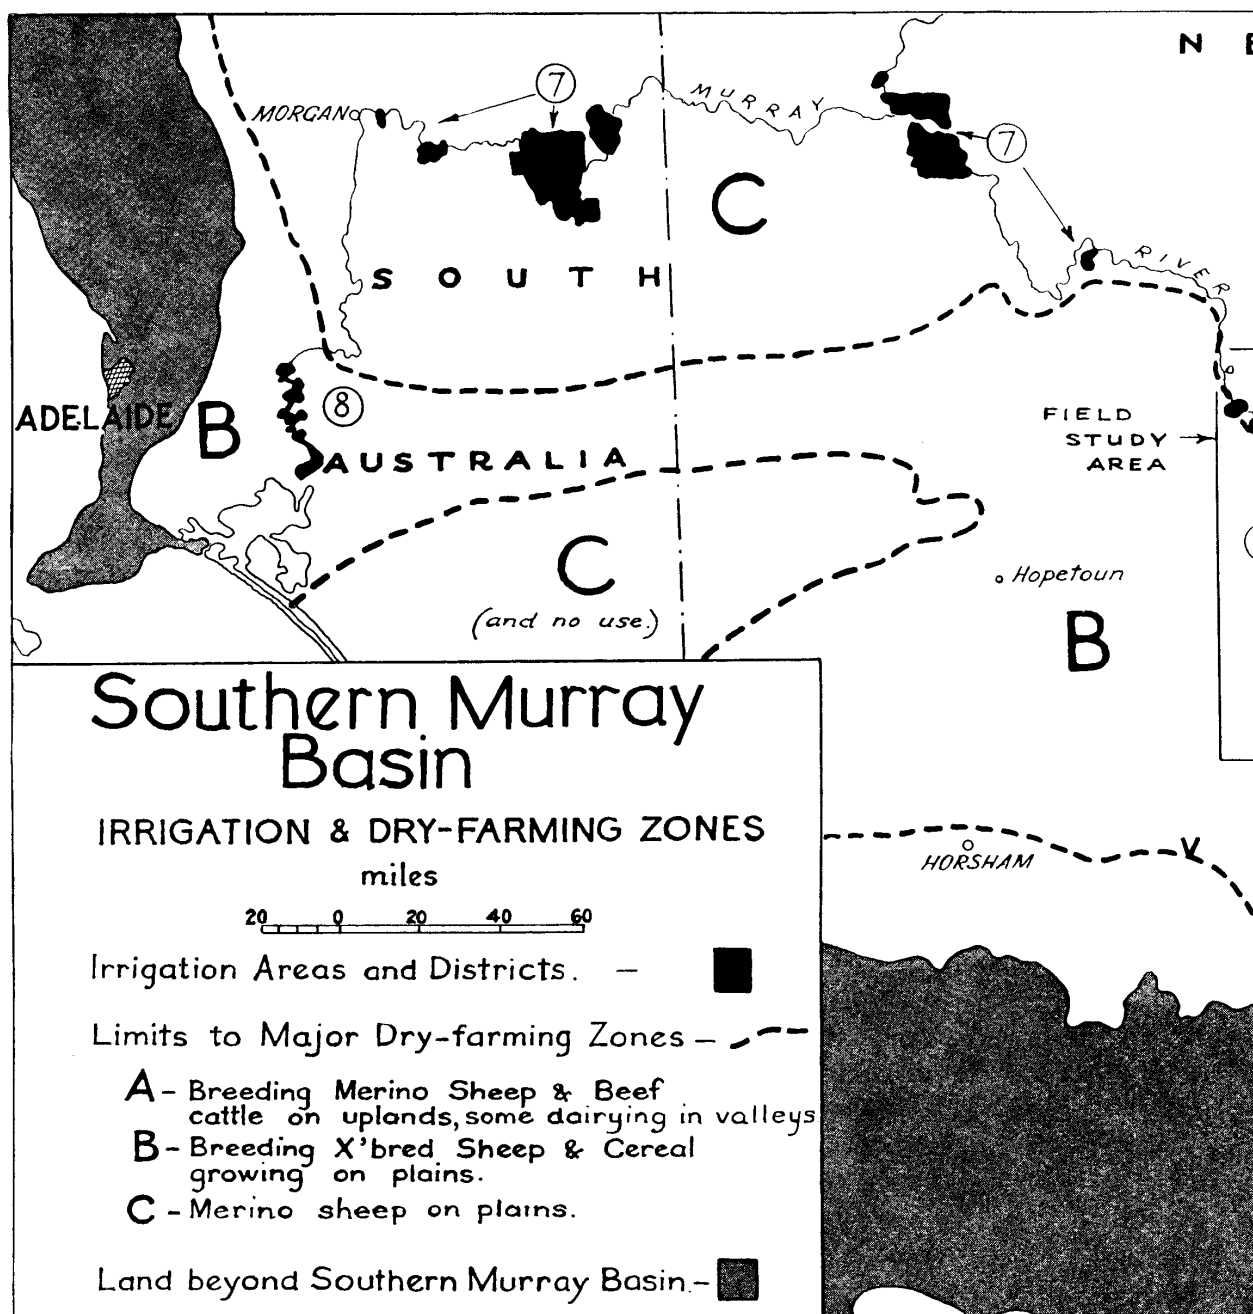 N E
7
MORGAN
MURRAY
7
C
RIVER
SOUTH
8
ADELAIDE
B
AUSTRALIA
FIELD
STUDY
AREA
C
(and no use.)
Hopetoun
B
V
HORSHAM
Southern Murray
Basin
IRRIGATION & DRY-FARMING ZONES
miles
20 0 20 40 60
Irrigation Areas and Districts. -
Limits to Major Dry-farming Zones -
A - Breeding Merino Sheep & Beef
cattle on uplands, some dairying in valleys
B - Breeding X'bred Sheep & Cereal
growing on plains.
C - Merino sheep on plains.
Land beyond Southern Murray Basin. -